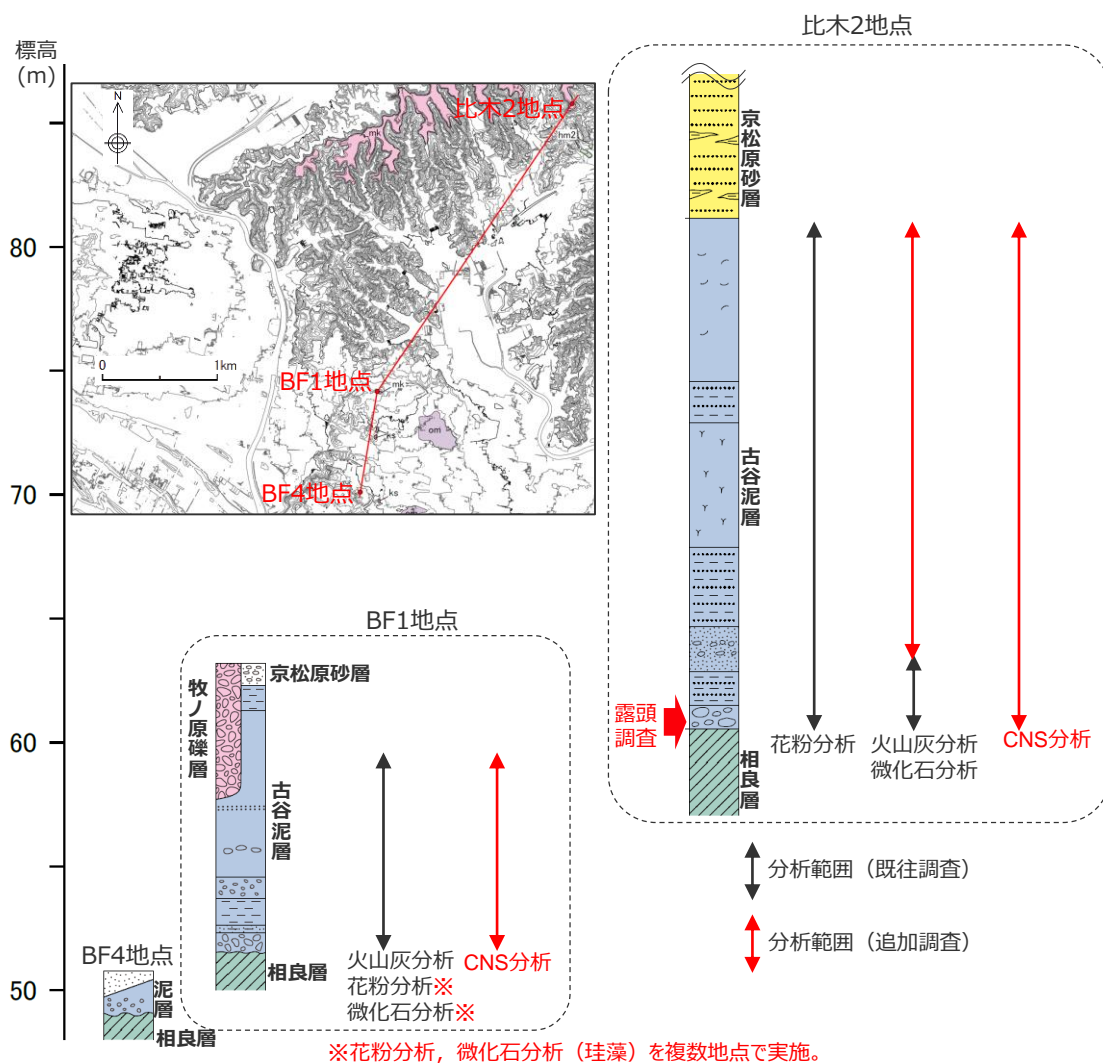 標高
(m)
80
70
60
50
N
比木2地点
mk
hm2
A
0
1km
BF1地点
mk
om
BF4地点
ks
比木2地点
京松原砂層
古谷泥層
相良層
露頭
調査
花粉分析
火山灰分析
微化石分析
CNS分析
BF1地点
京松原砂層
牧ノ原礫層
古谷泥層
相良層
火山灰分析
花粉分析※
微化石分析※
CNS分析
BF4地点
泥層
相良層
分析範囲（既往調査）
分析範囲（追加調査）
※花粉分析，微化石分析（珪藻）を複数地点で実施。